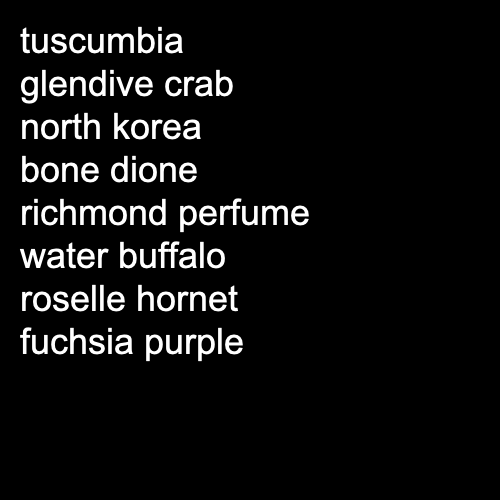 tuscumbia
glendive crab
north korea
bone dione
richmond perfume
water buffalo
roselle hornet
fuchsia purple